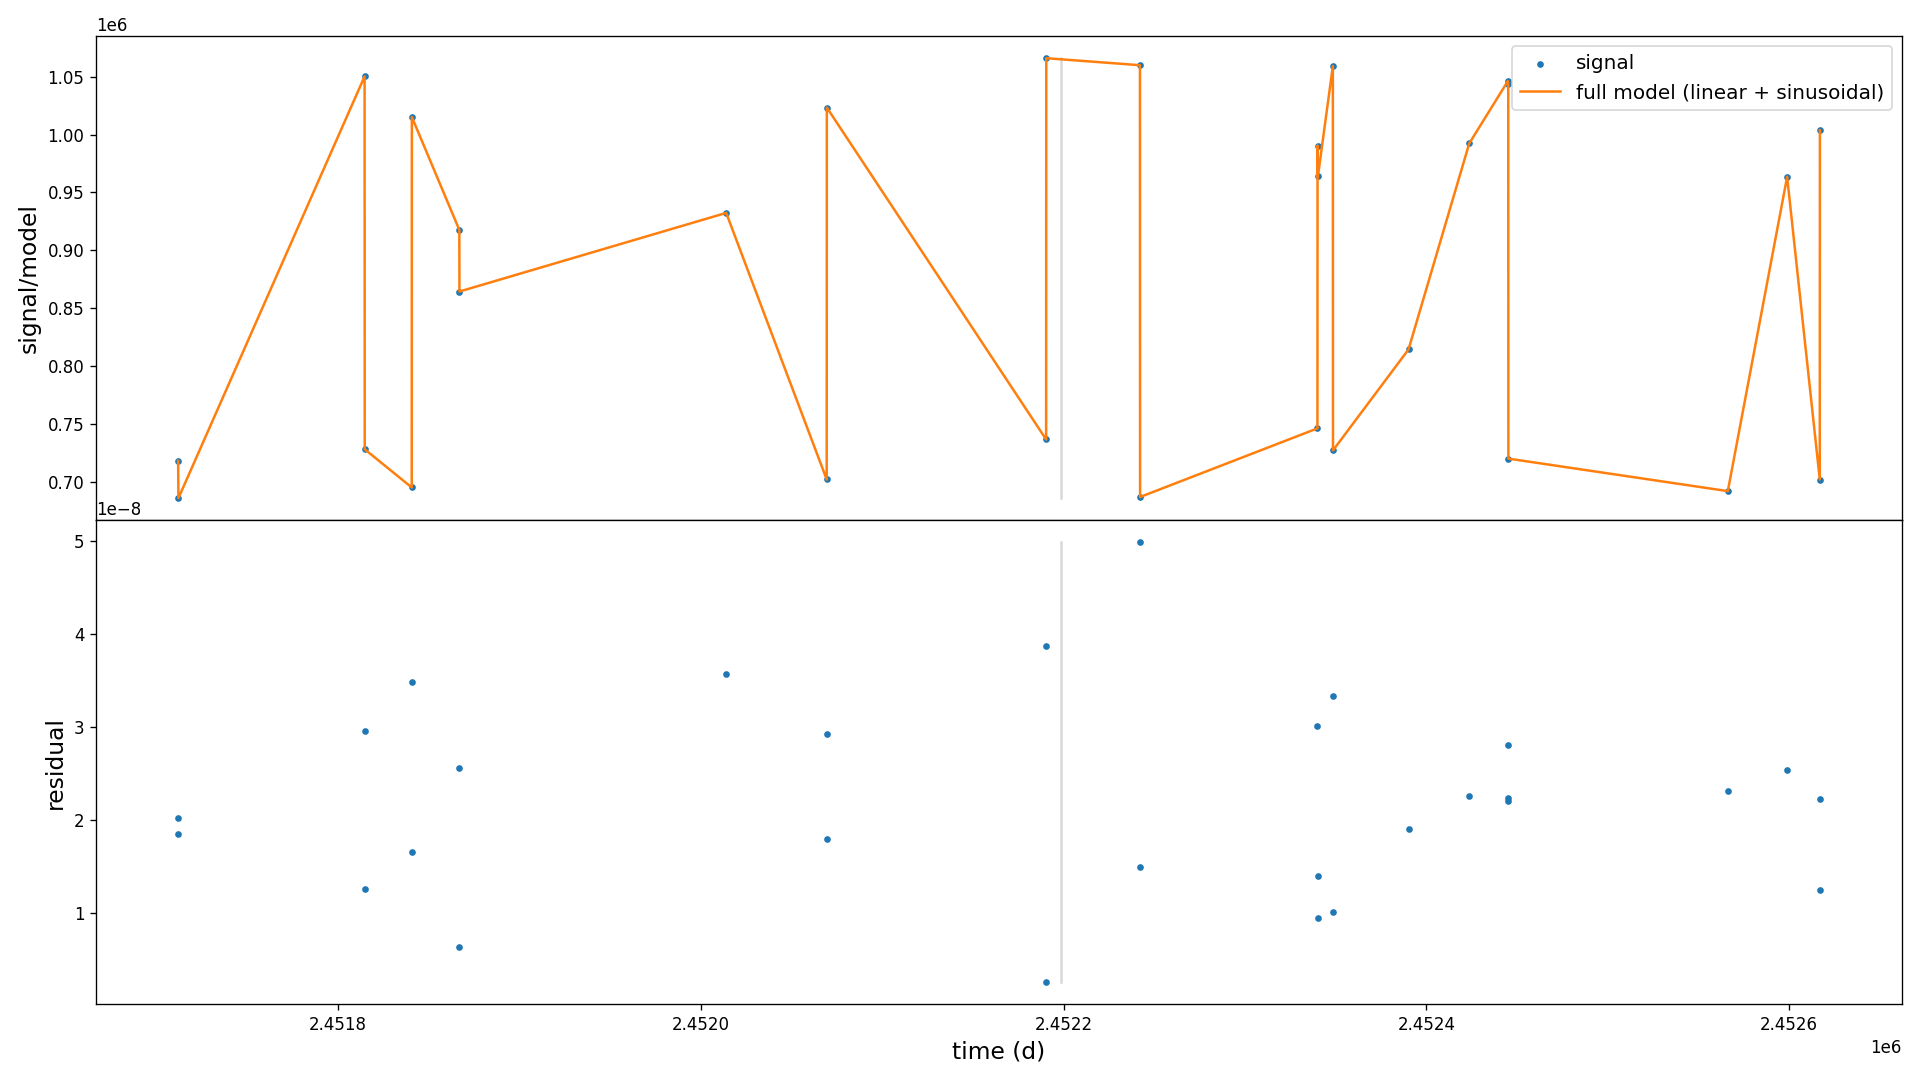 1e6
signal
full model (linear + sinusoidal)
1.05
1.00
0.95
0.90
0.85
0.80
0.75
0.70
signal/model
1e−8
5
4
3
2
1
residual
2.4518 2.4520 2.4522 2.4524 2.4526
1e6
time (d)